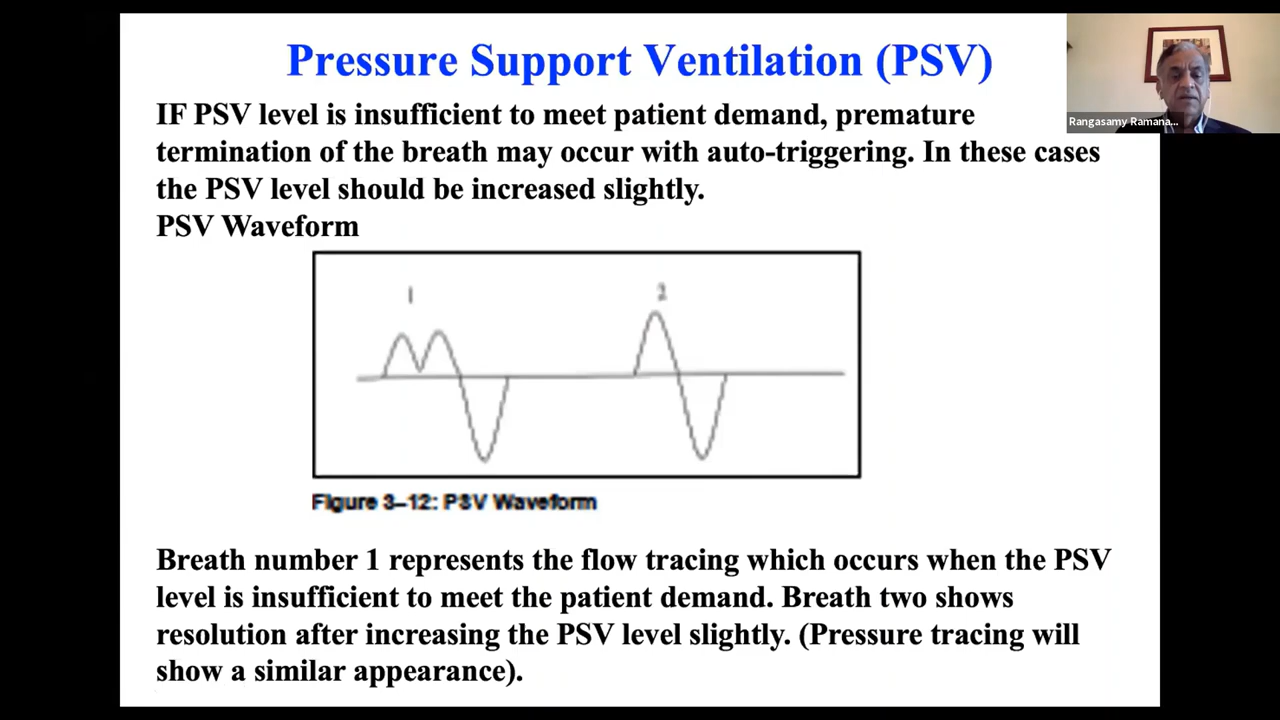 Pressure Support Ventilation (PSV)
Rangasamy Ramana...
IF PSV level is insufficient to meet patient demand, premature
termination of the breath may occur with auto-triggering. In these cases
the PSV level should be increased slightly.
PSV Waveform
1
2
Figure 3–12: PSV Waveform
Breath number 1 represents the flow tracing which occurs when the PSV
level is insufficient to meet the patient demand. Breath two shows
resolution after increasing the PSV level slightly. (Pressure tracing will
show a similar appearance).